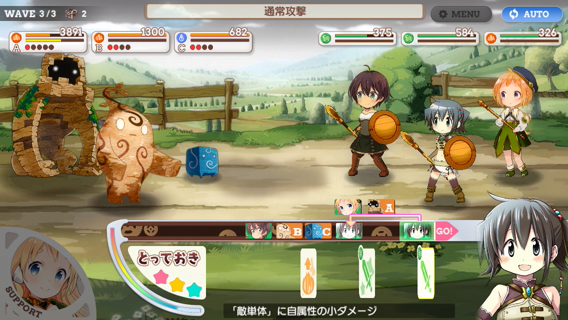 WAVE 3/3 2
通常攻撃
MENU
AUTO
A 3891
B 1300
C 682
375
584
326
A
B C GO!
とっておき
SUPPORT
「敵単体」に自属性の小ダメージ